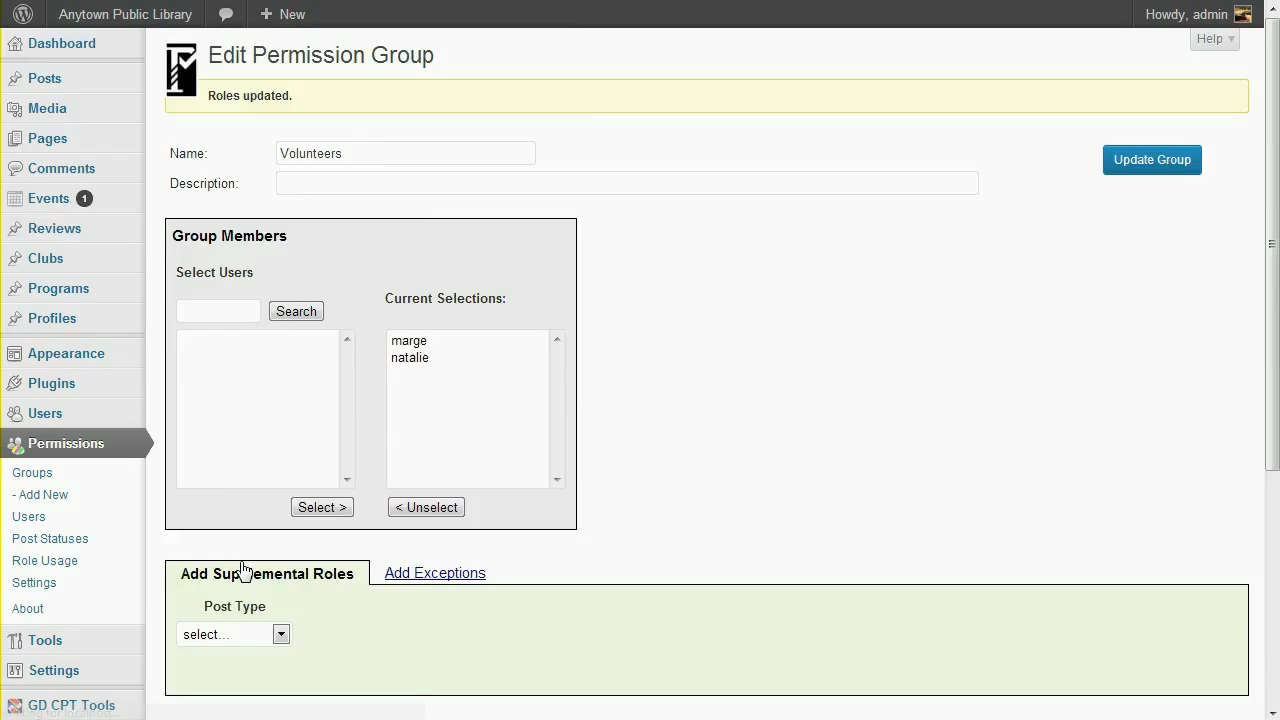 Anytown Public Library
New
Howdy, admin
Help
Dashboard
Posts
Media
Pages
Comments
Events 1
Reviews
Clubs
Programs
Profiles
Appearance
Plugins
Users
Permissions
Groups
- Add New
Users
Post Statuses
Role Usage
Settings
About
Tools
Settings
GD CPT Tools
Edit Permission Group
Roles updated.
Name:
Volunteers
Update Group
Description:
Group Members
Select Users
Current Selections:
Search
marge
natalie
Select >
< Unselect
Add Supplemental Roles
Add Exceptions
Post Type
select...